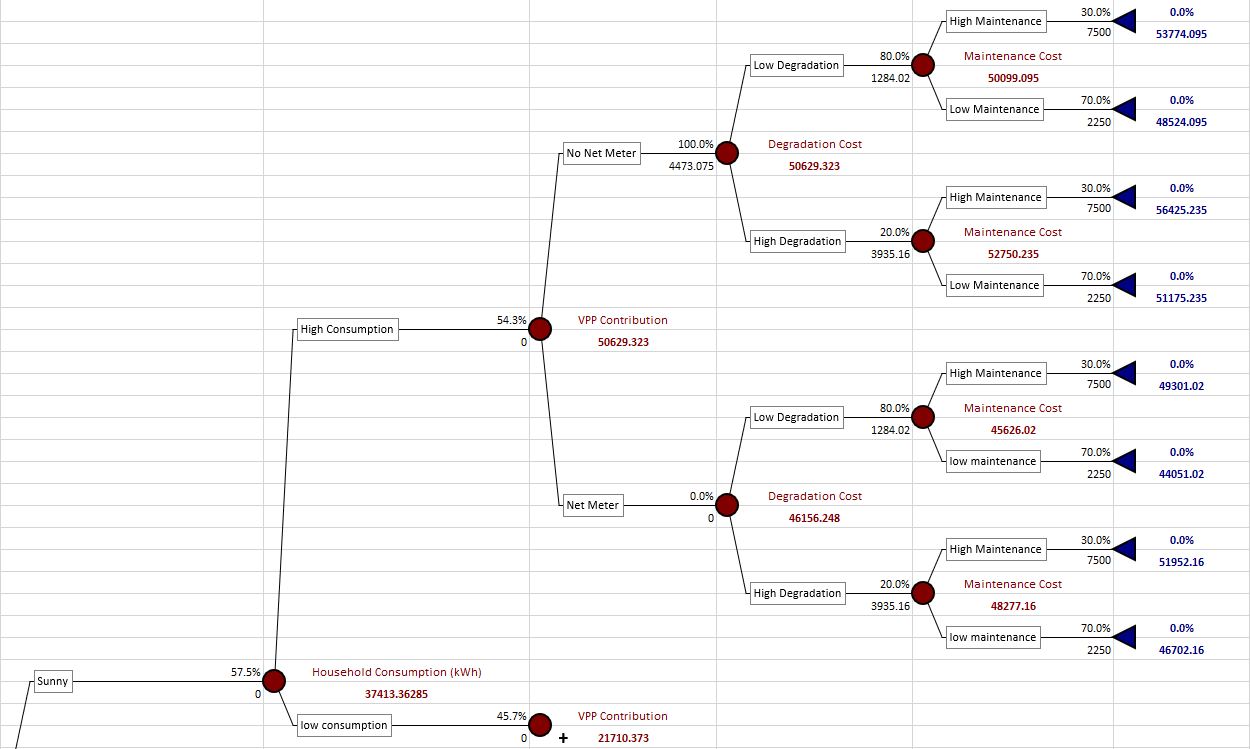 30.0% 0.0%
High Maintenance
7500 53774.095
80.0% Maintenance Cost
Low Degradation
1284.02 50099.095
70.0% 0.0%
Low Maintenance
2250 48524.095
100.0% Degradation Cost
No Net Meter
4473.075 50629.323
30.0% 0.0%
High Maintenance
7500 56425.235
20.0% Maintenance Cost
High Degradation
3935.16 52750.235
70.0% 0.0%
Low Maintenance
2250 51175.235
54.3% VPP Contribution
High Consumption
0 50629.323
30.0% 0.0%
High Maintenance
7500 49301.02
80.0% Maintenance Cost
Low Degradation
1284.02 45626.02
70.0% 0.0%
low maintenance
2250 44051.02
0.0% Degradation Cost
Net Meter
0 46156.248
30.0% 0.0%
High Maintenance
7500 51952.16
20.0% Maintenance Cost
High Degradation
3935.16 48277.16
70.0% 0.0%
low maintenance
2250 46702.16
57.5% Household Consumption (kWh)
Sunny
0 37413.36285
45.7% VPP Contribution
low consumption
0 + 21710.373